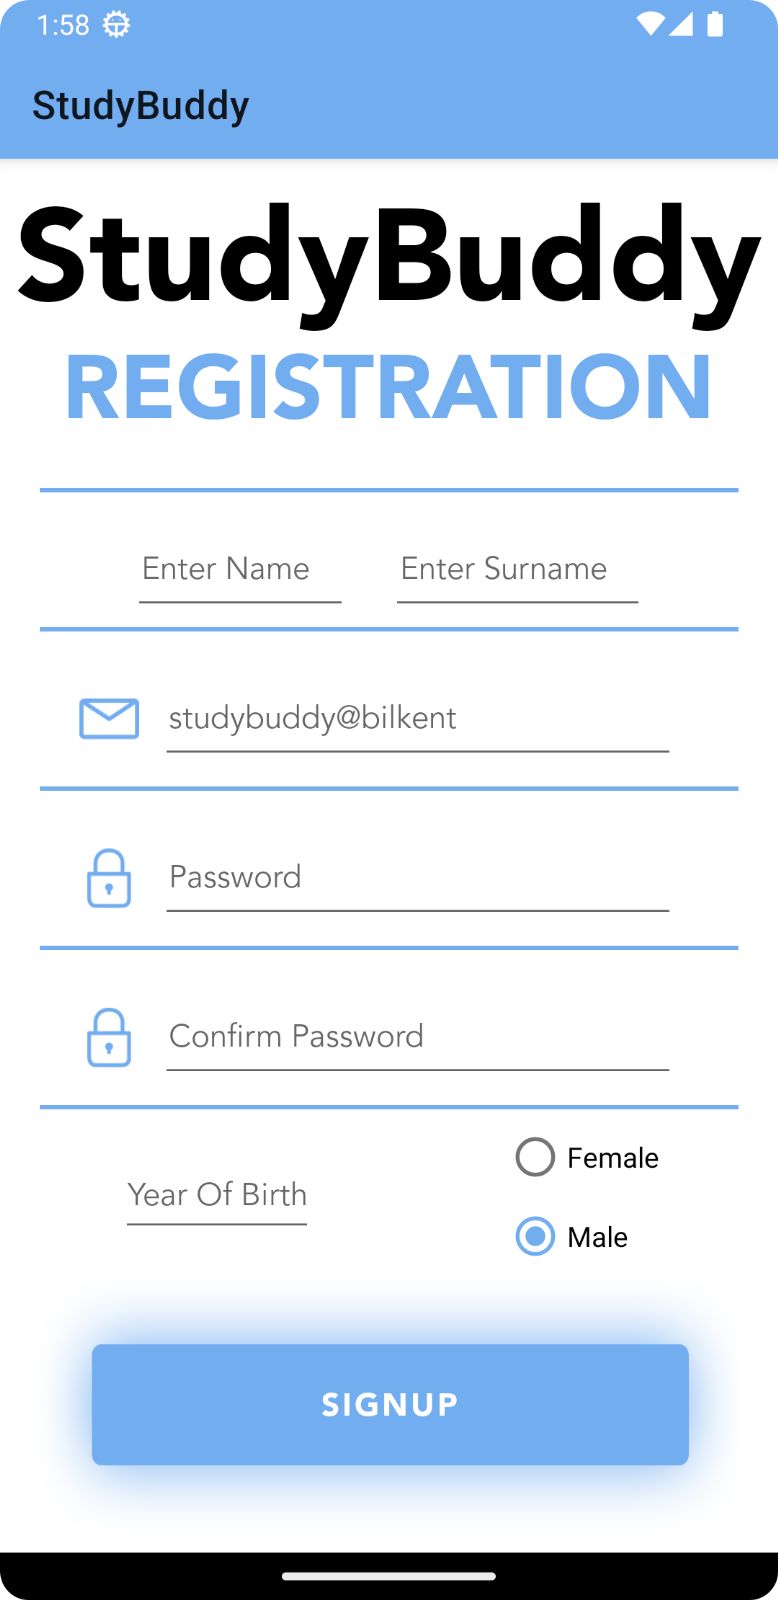 1:58
StudyBuddy
StudyBuddy
REGISTRATION
Enter Name Enter Surname
studybuddy@bilkent
Password
Confirm Password
Female
Year Of Birth
Male
SIGNUP